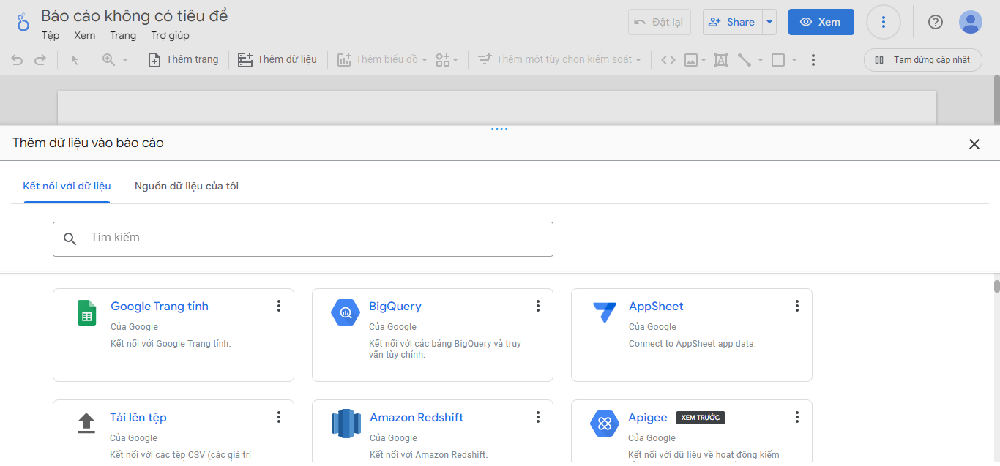 Báo cáo không có tiêu đề
Tệp Xem Trang Trợ giúp
Đặt lại Share Xem
Thêm trang Thêm dữ liệu Thêm biểu đồ Thêm một tùy chọn kiểm soát Tạm dừng cập nhật
Thêm dữ liệu vào báo cáo
Kết nối với dữ liệu Nguồn dữ liệu của tôi
Tìm kiếm
Google Trang tính
Của Google
Kết nối với Google Trang tính.
BigQuery
Của Google
Kết nối với các bảng BigQuery và truy
vấn tùy chỉnh.
AppSheet
Của Google
Connect to AppSheet app data.
Tải lên tệp
Của Google
Kết nối với các tệp CSV (các giá trị
Amazon Redshift
Của Google
Kết nối với Amazon Redshift.
Apigee XEM TRƯỚC
Của Google
Kết nối với dữ liệu về hoạt động kiếm